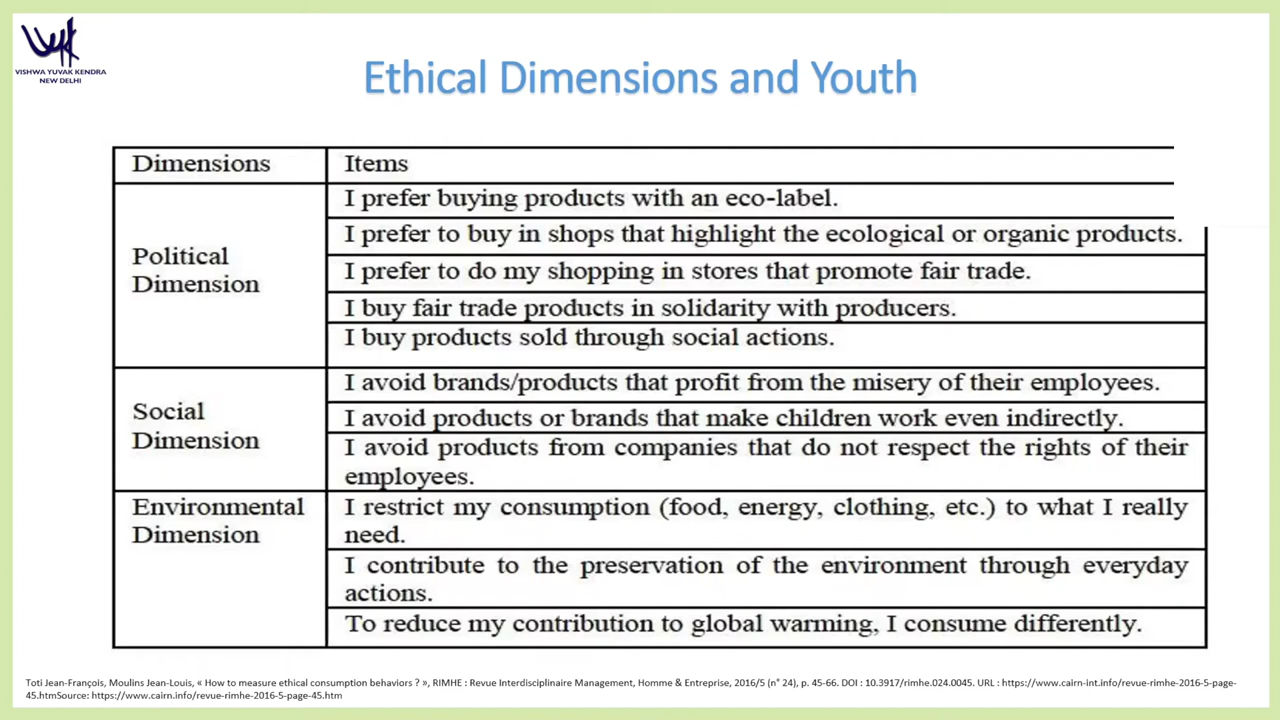 VISHWA YUVAK KENDRA
NEW DELHI
Ethical Dimensions and Youth
Dimensions
Items
Political
Dimension
I prefer buying products with an eco-label.
I prefer to buy in shops that highlight the ecological or organic products.
I prefer to do my shopping in stores that promote fair trade.
I buy fair trade products in solidarity with producers.
I buy products sold through social actions.
Social
Dimension
I avoid brands/products that profit from the misery of their employees.
I avoid products or brands that make children work even indirectly.
I avoid products from companies that do not respect the rights of their
employees.
Environmental
Dimension
I restrict my consumption (food, energy, clothing, etc.) to what I really
need.
I contribute to the preservation of the environment through everyday
actions.
To reduce my contribution to global warming, I consume differently.
Toti Jean-François, Moulins Jean-Louis, « How to measure ethical consumption behaviors ? », RIMHE : Revue Interdisciplinaire Management, Homme & Entreprise, 2016/5 (n° 24), p. 45-66. DOI : 10.3917/rimhe.024.0045. URL : https://www.cairn-int.info/revue-rimhe-2016-5-page-
45.htmSource: https://www.cairn.info/revue-rimhe-2016-5-page-45.htm